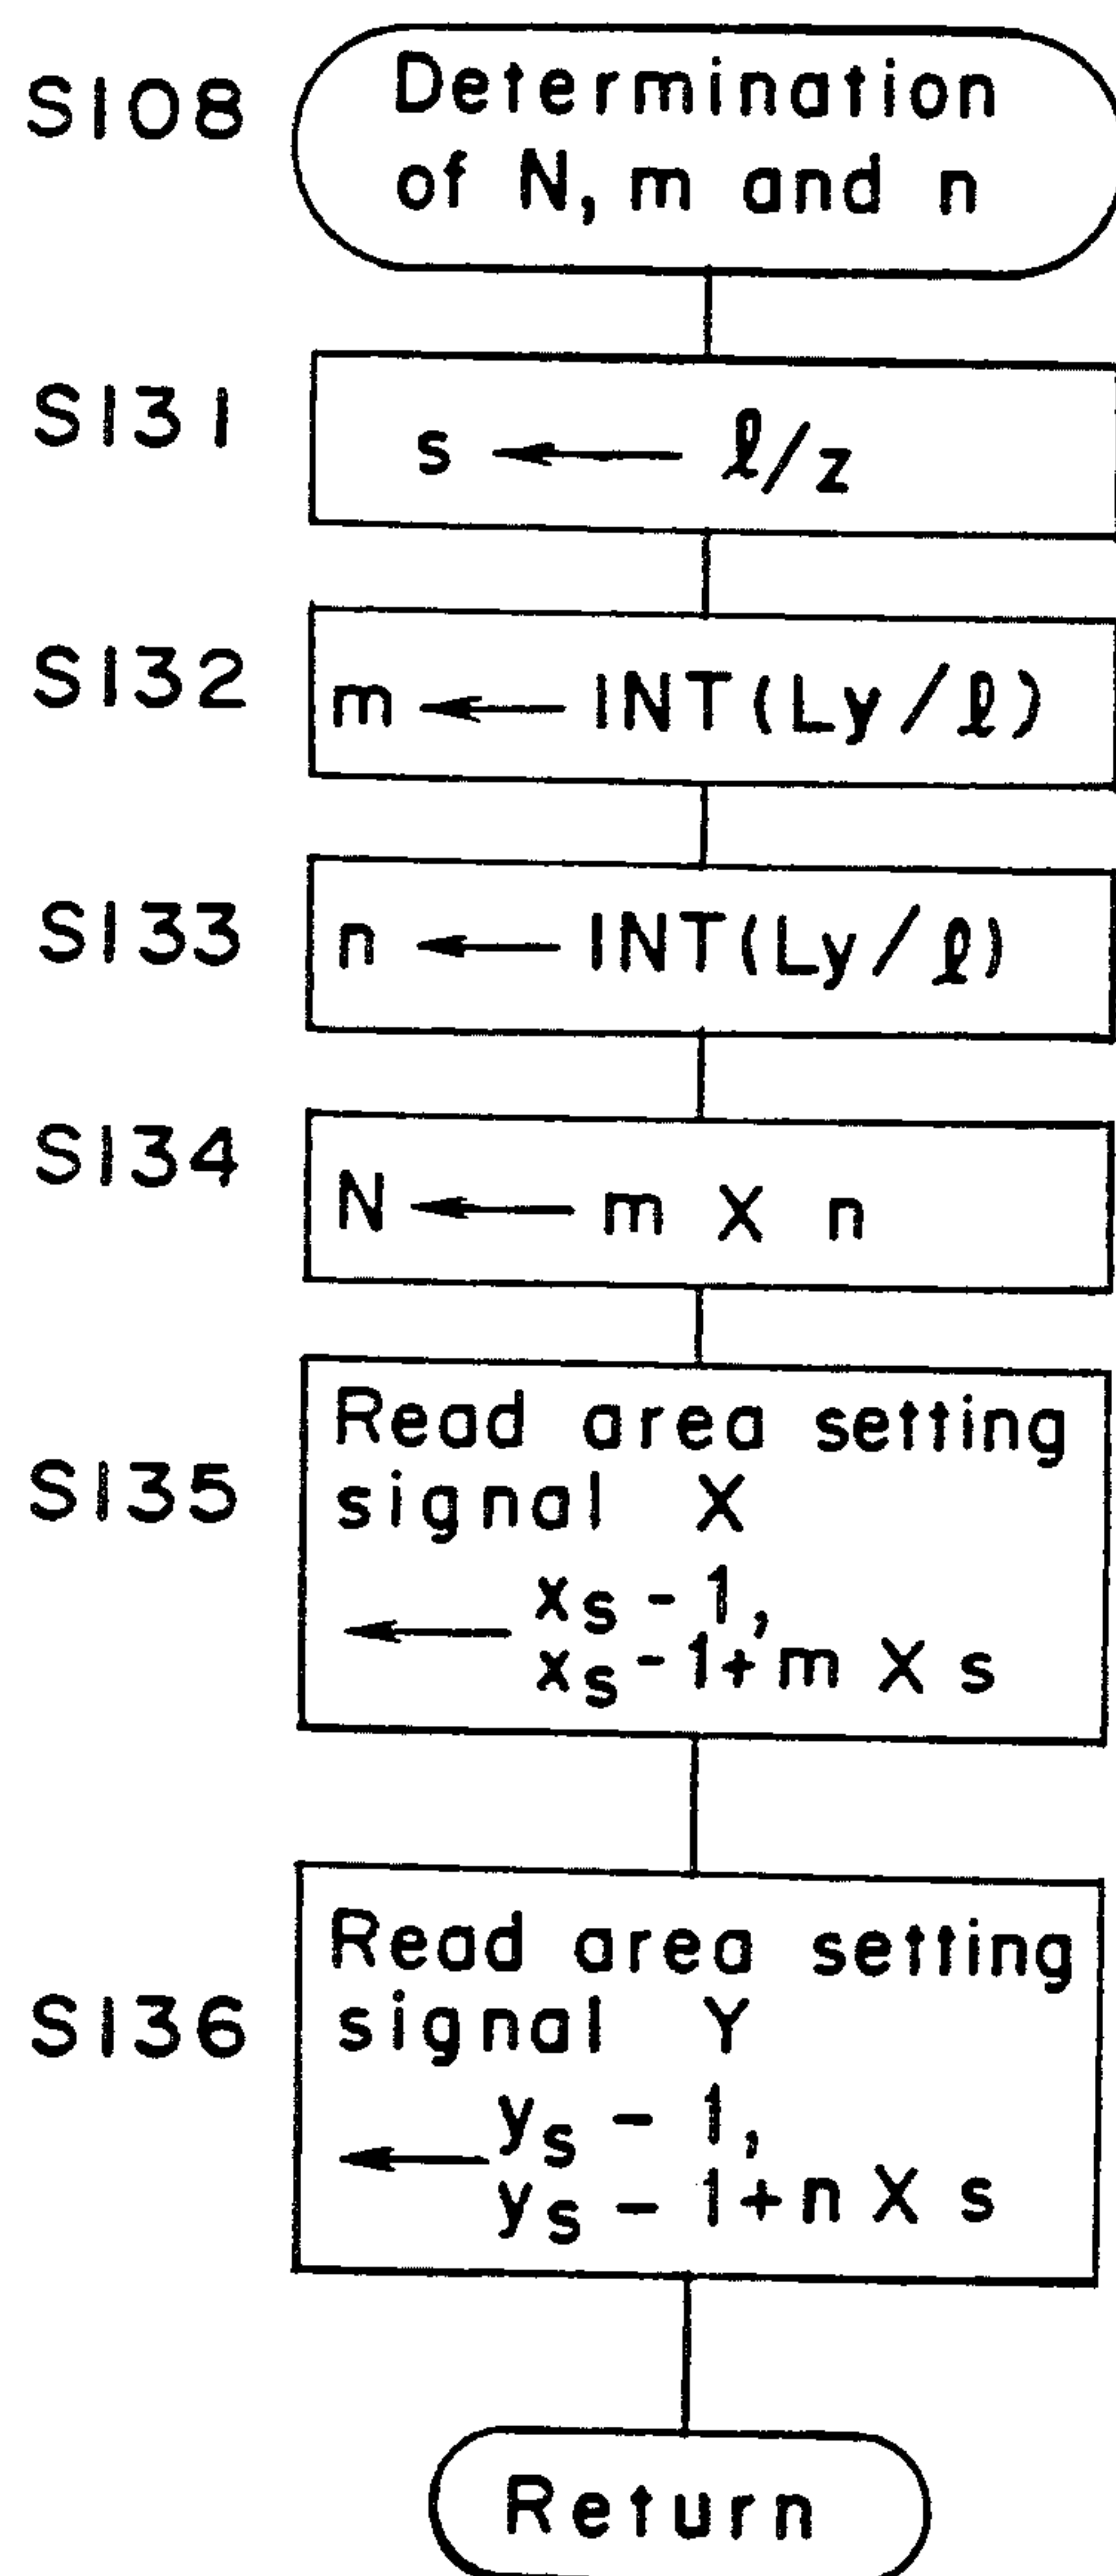 S108
Determination
of N, m and n
S131
s ← ℓ/z
S132
m ← INT(Ly/ℓ)
S133
n ← INT(Ly/ℓ)
S134
N ← m X n
S135
Read area setting
signal X
← xs - 1,
xs - 1+m X s
S136
Read area setting
signal Y
← ys - 1,
ys - 1+n X s
Return